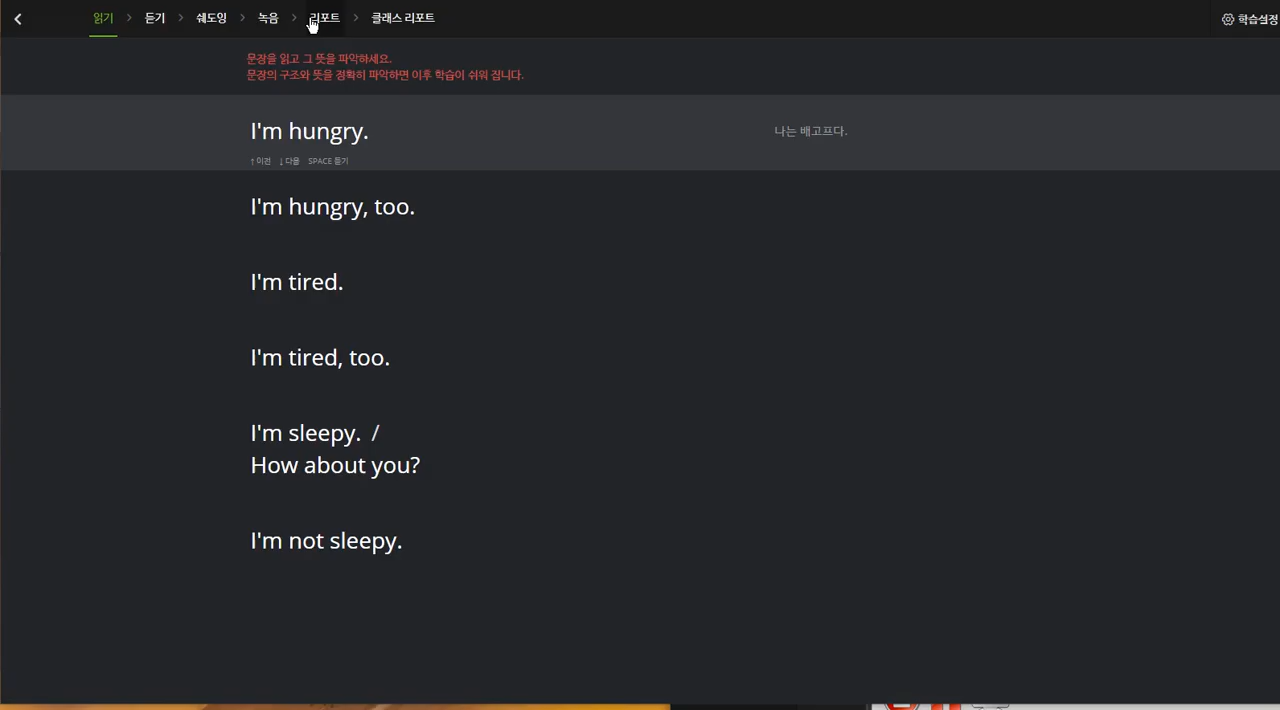 읽기 > 듣기 > 쉐도잉 > 녹음 > 리포트 > 클래스 리포트 학습설정
문장을 읽고 그 뜻을 파악하세요.
문장의 구조와 뜻을 정확히 파악하면 이후 학습이 쉬워 집니다.
I'm hungry. 나는 배고프다.
↑ 이전 ↓ 다음 SPACE 듣기
I'm hungry, too.
I'm tired.
I'm tired, too.
I'm sleepy. /
How about you?
I'm not sleepy.